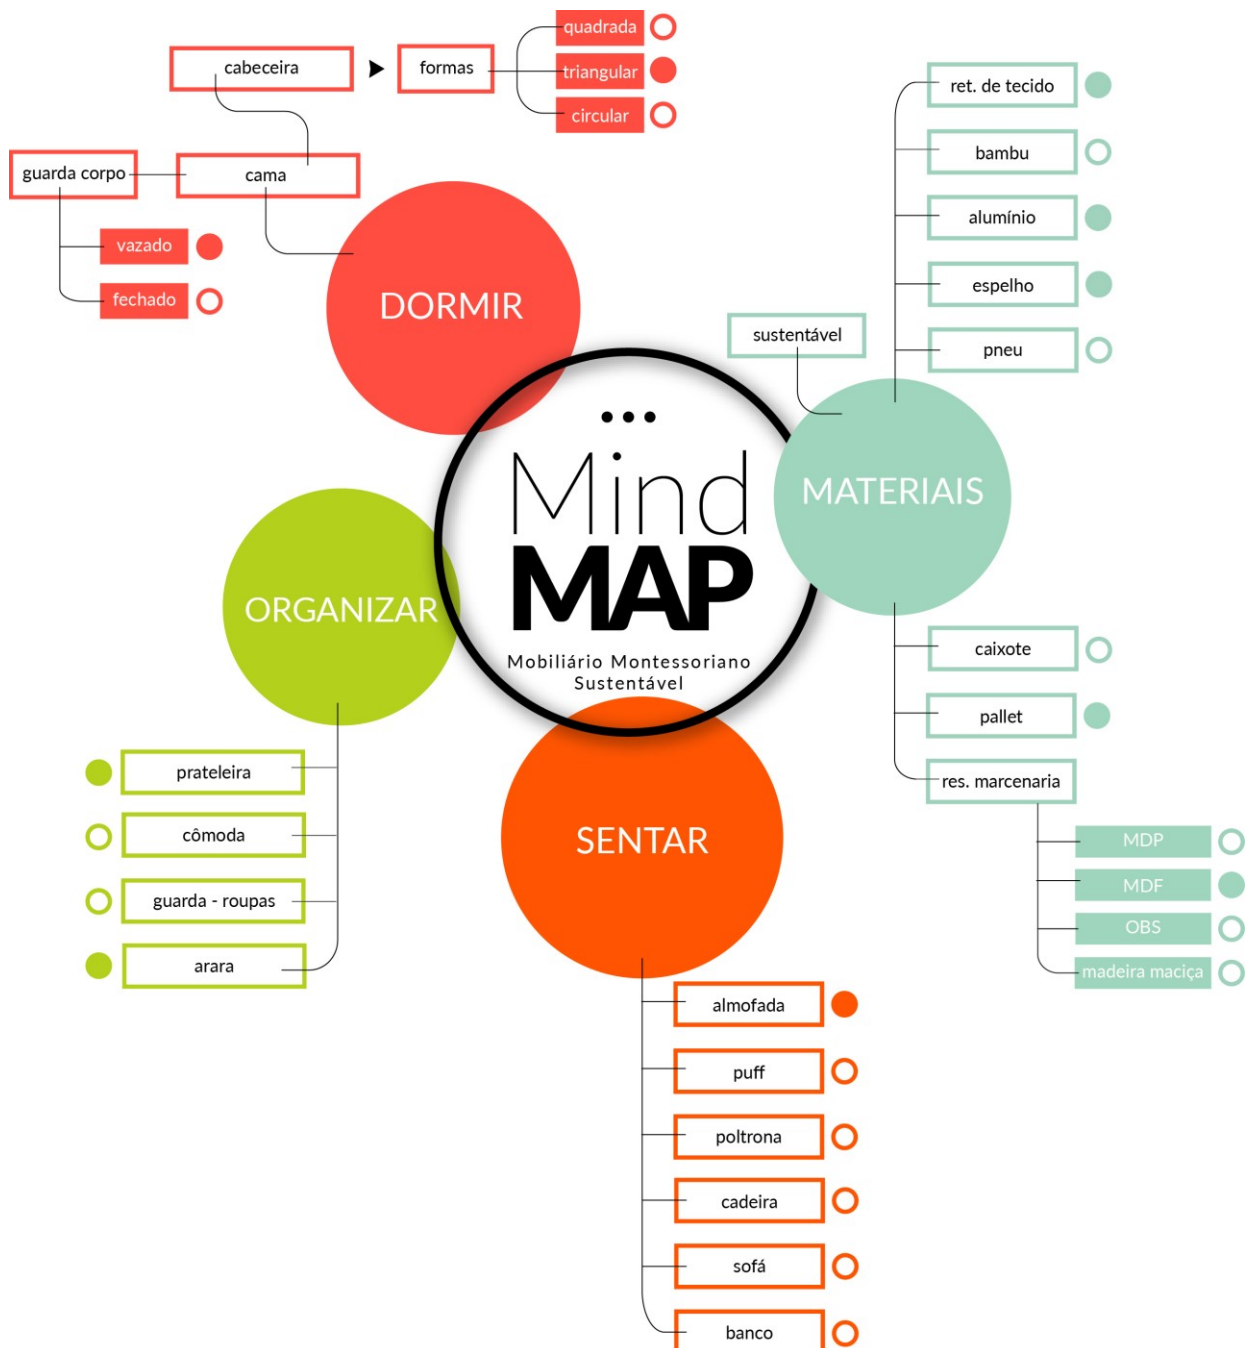 quadrada
cabeceira
formas
triangular
circular
guarda corpo
cama
vazado
fechado
DORMIR
ret. de tecido
bambu
alumínio
espelho
pneu
sustentável
MATERIAIS
Mind
MAP
Mobiliário Montessoriano
Sustentável
ORGANIZAR
prateleira
cômoda
guarda - roupas
arara
caixote
pallet
res. marcenaria
MDP
MDF
OBS
madeira maciça
SENTAR
almofada
puff
poltrona
cadeira
sofá
banco